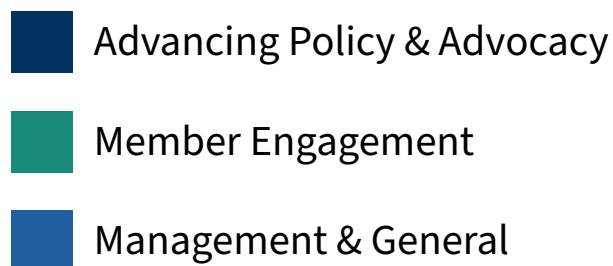 Advancing Policy & Advocacy
Member Engagement
Management & General